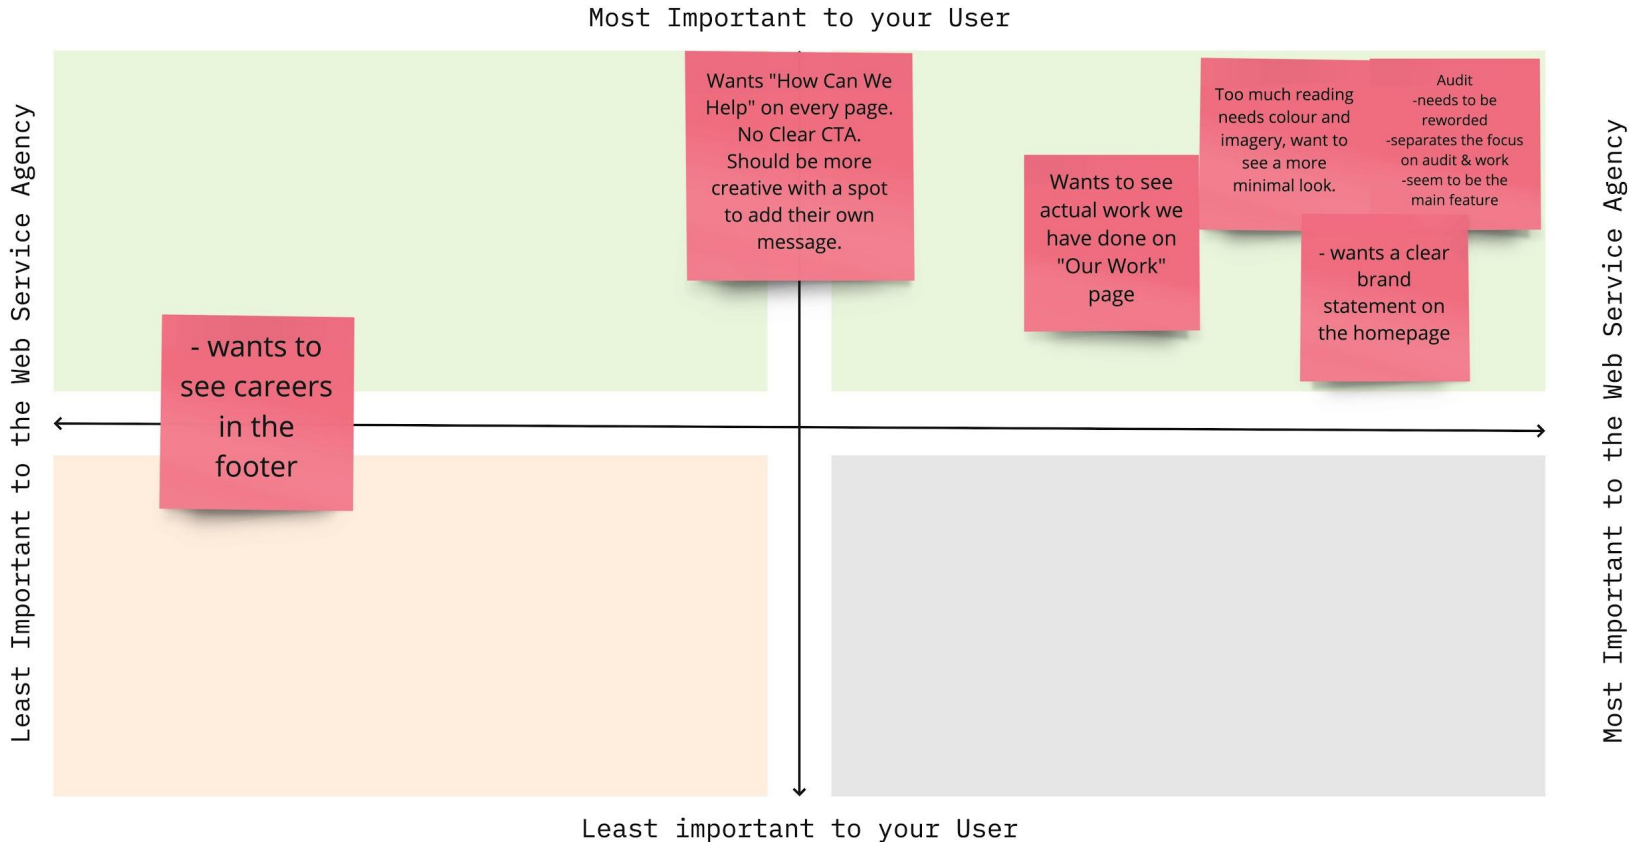 Most Important to your User
Least Important to the Web Service Agency
Wants "How Can We
Help" on every page.
No Clear CTA.
Should be more
creative with a spot
to add their own
message.
Wants to see
actual work we
have done on
"Our Work"
page
Too much reading
needs colour and
imagery, want to
see a more
minimal look.
Audit
-needs to be
reworded
-separates the focus
on audit & work
-seem to be the
main feature
- wants a clear
brand
statement on
the homepage
- wants to
see careers
in the
footer
Most Important to the Web Service Agency
Least important to your User